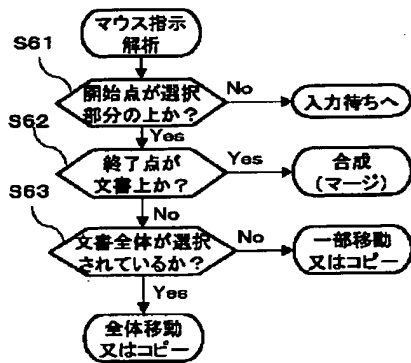 マウス指示
解析
S61
開始点が選択
部分の上か？
No
入力待ちへ
Yes
S62
終了点が
文書上か？
Yes
合成
(マージ)
No
S63
文書全体が選択
されているか？
No
一部移動
又はコピー
Yes
全体移動
又はコピー